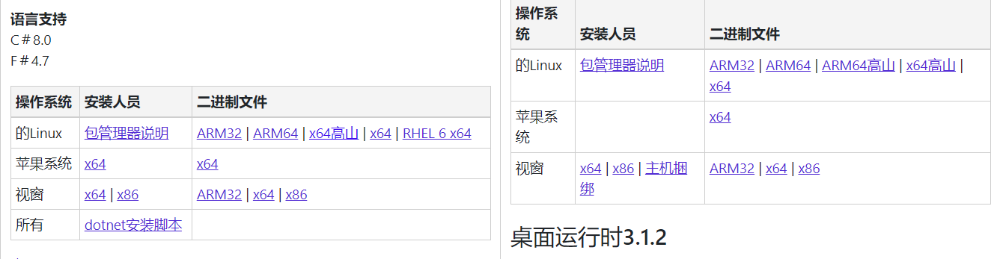 语言支持
C＃8.0
F＃4.7
操作系统 安装人员 二进制文件
的Linux 包管理器说明 ARM32 | ARM64 | x64高山 | x64 | RHEL 6 x64
苹果系统 x64 x64
视窗 x64 | x86 ARM32 | x64 | x86
所有 dotnet安装脚本
操作系
统 安装人员 二进制文件
的Linux 包管理器说明 ARM32 | ARM64 | ARM64高山 | x64高山 |
x64
苹果系 x64
统
视窗 x64 | x86 | 主机捆 ARM32 | x64 | x86
绑
桌面运行时3.1.2